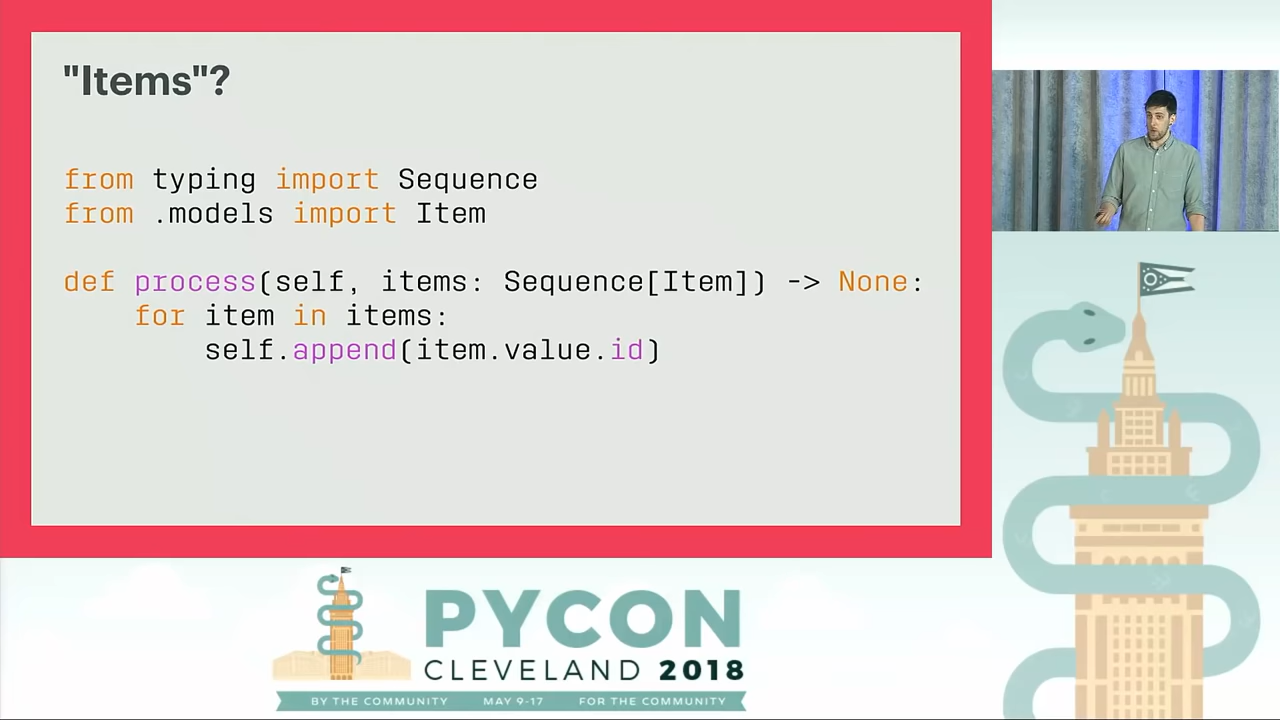 "Items"?
from typing import Sequence
from .models import Item
def process(self, items: Sequence[Item]) -> None:
    for item in items:
        self.append(item.value.id)
PYCON
CLEVELAND 2018
BY THE COMMUNITY MAY 9-17 FOR THE COMMUNITY